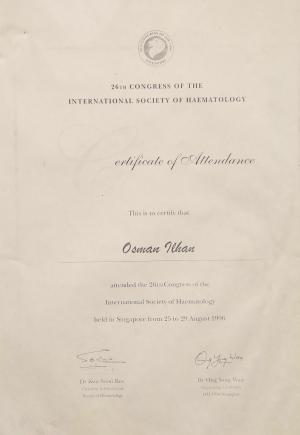 26TH CONGRESS OF THE
INTERNATIONAL SOCIETY OF HAEMATOLOGY
Certificate of Attendance
This is to certify that
Osman Ilhan
attended the 26th Congress of the
International Society of Haematology
held in Singapore from 25 to 29 August 1996